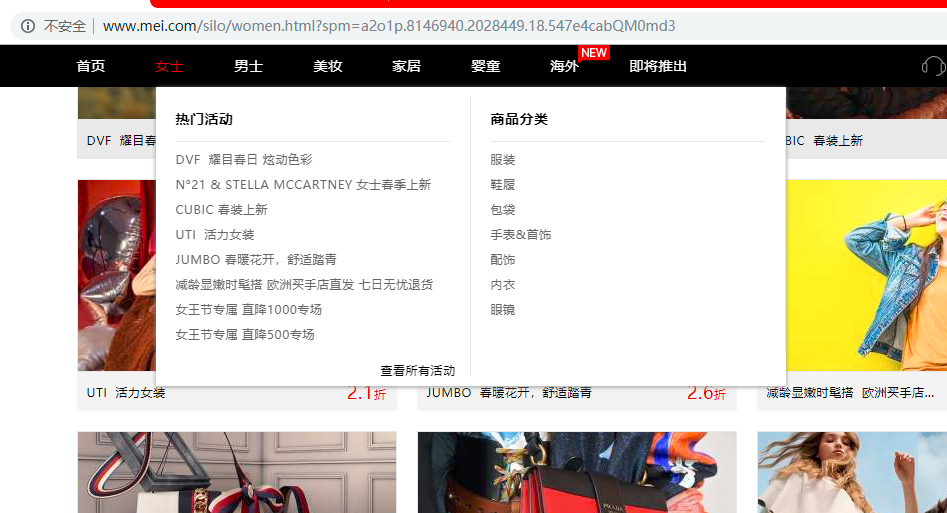 不安全 www.mei.com/silo/women.html?spm=a2o1p.8146940.2028449.18.547e4cabQM0md3
首页 女士 男士 美妆 家居 婴童 海外 NEW 即将推出
热门活动 商品分类
DVF 耀目春 BIC 春装上新
DVF 耀目春日 炫动色彩 服装
N°21 & STELLA MCCARTNEY 女士春季上新 鞋履
CUBIC 春装上新 包袋
UTI 活力女装 手表&首饰
JUMBO 春暖花开，舒适踏青 配饰
减龄显嫩时髦搭 欧洲买手店直发 七日无忧退货 内衣
女王节专属 直降1000专场 眼镜
女王节专属 直降500专场
查看所有活动
UTI 活力女装 2.1折 JUMBO 春暖花开，舒适踏青 2.6折 减龄显嫩时髦搭 欧洲买手店...
PRADA